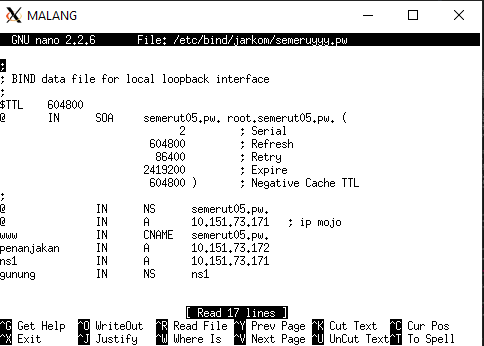 MALANG
GNU nano 2.2.6 File: /etc/bind/jarkom/semeruyyy.pw
;
; BIND data file for local loopback interface
;
$TTL 604800
@ IN SOA semerut05.pw. root.semerut05.pw. (
2 ; Serial
604800 ; Refresh
86400 ; Retry
2419200 ; Expire
604800 ) ; Negative Cache TTL
;
@ IN NS semerut05.pw.
@ IN A 10.151.73.171 ; ip mojo
www IN CNAME semerut05.pw.
penanjakan IN A 10.151.73.172
ns1 IN A 10.151.73.171
gunung IN NS ns1
[ Read 17 lines ]
^G Get Help ^O WriteOut ^R Read File ^Y Prev Page ^K Cut Text ^C Cur Pos
^X Exit ^J Justify ^W Where Is ^V Next Page ^U UnCut Text ^T To Spell